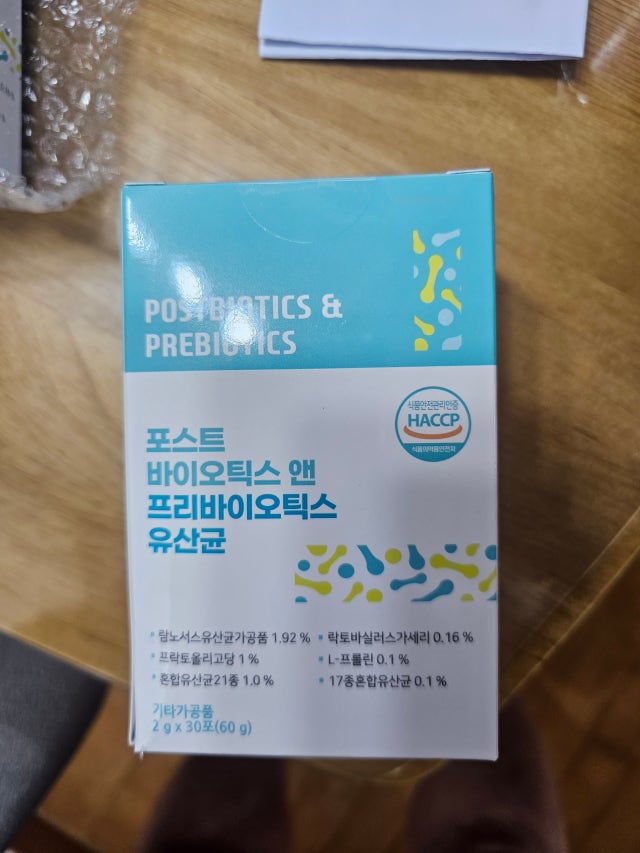 POSTBIOTICS &
PREBIOTICS
식품안전관리인증
HACCP
식품의약품안전처
포스트
바이오틱스 앤
프리바이오틱스
유산균
• 람노서스유산균가공품 1.92 % • 락토바실러스가세리 0.16 %
• 프락토올리고당 1 % • L-프롤린 0.1 %
• 혼합유산균21종 1.0 % • 17종혼합유산균 0.1 %
기타가공품
2 g x 30포(60 g)